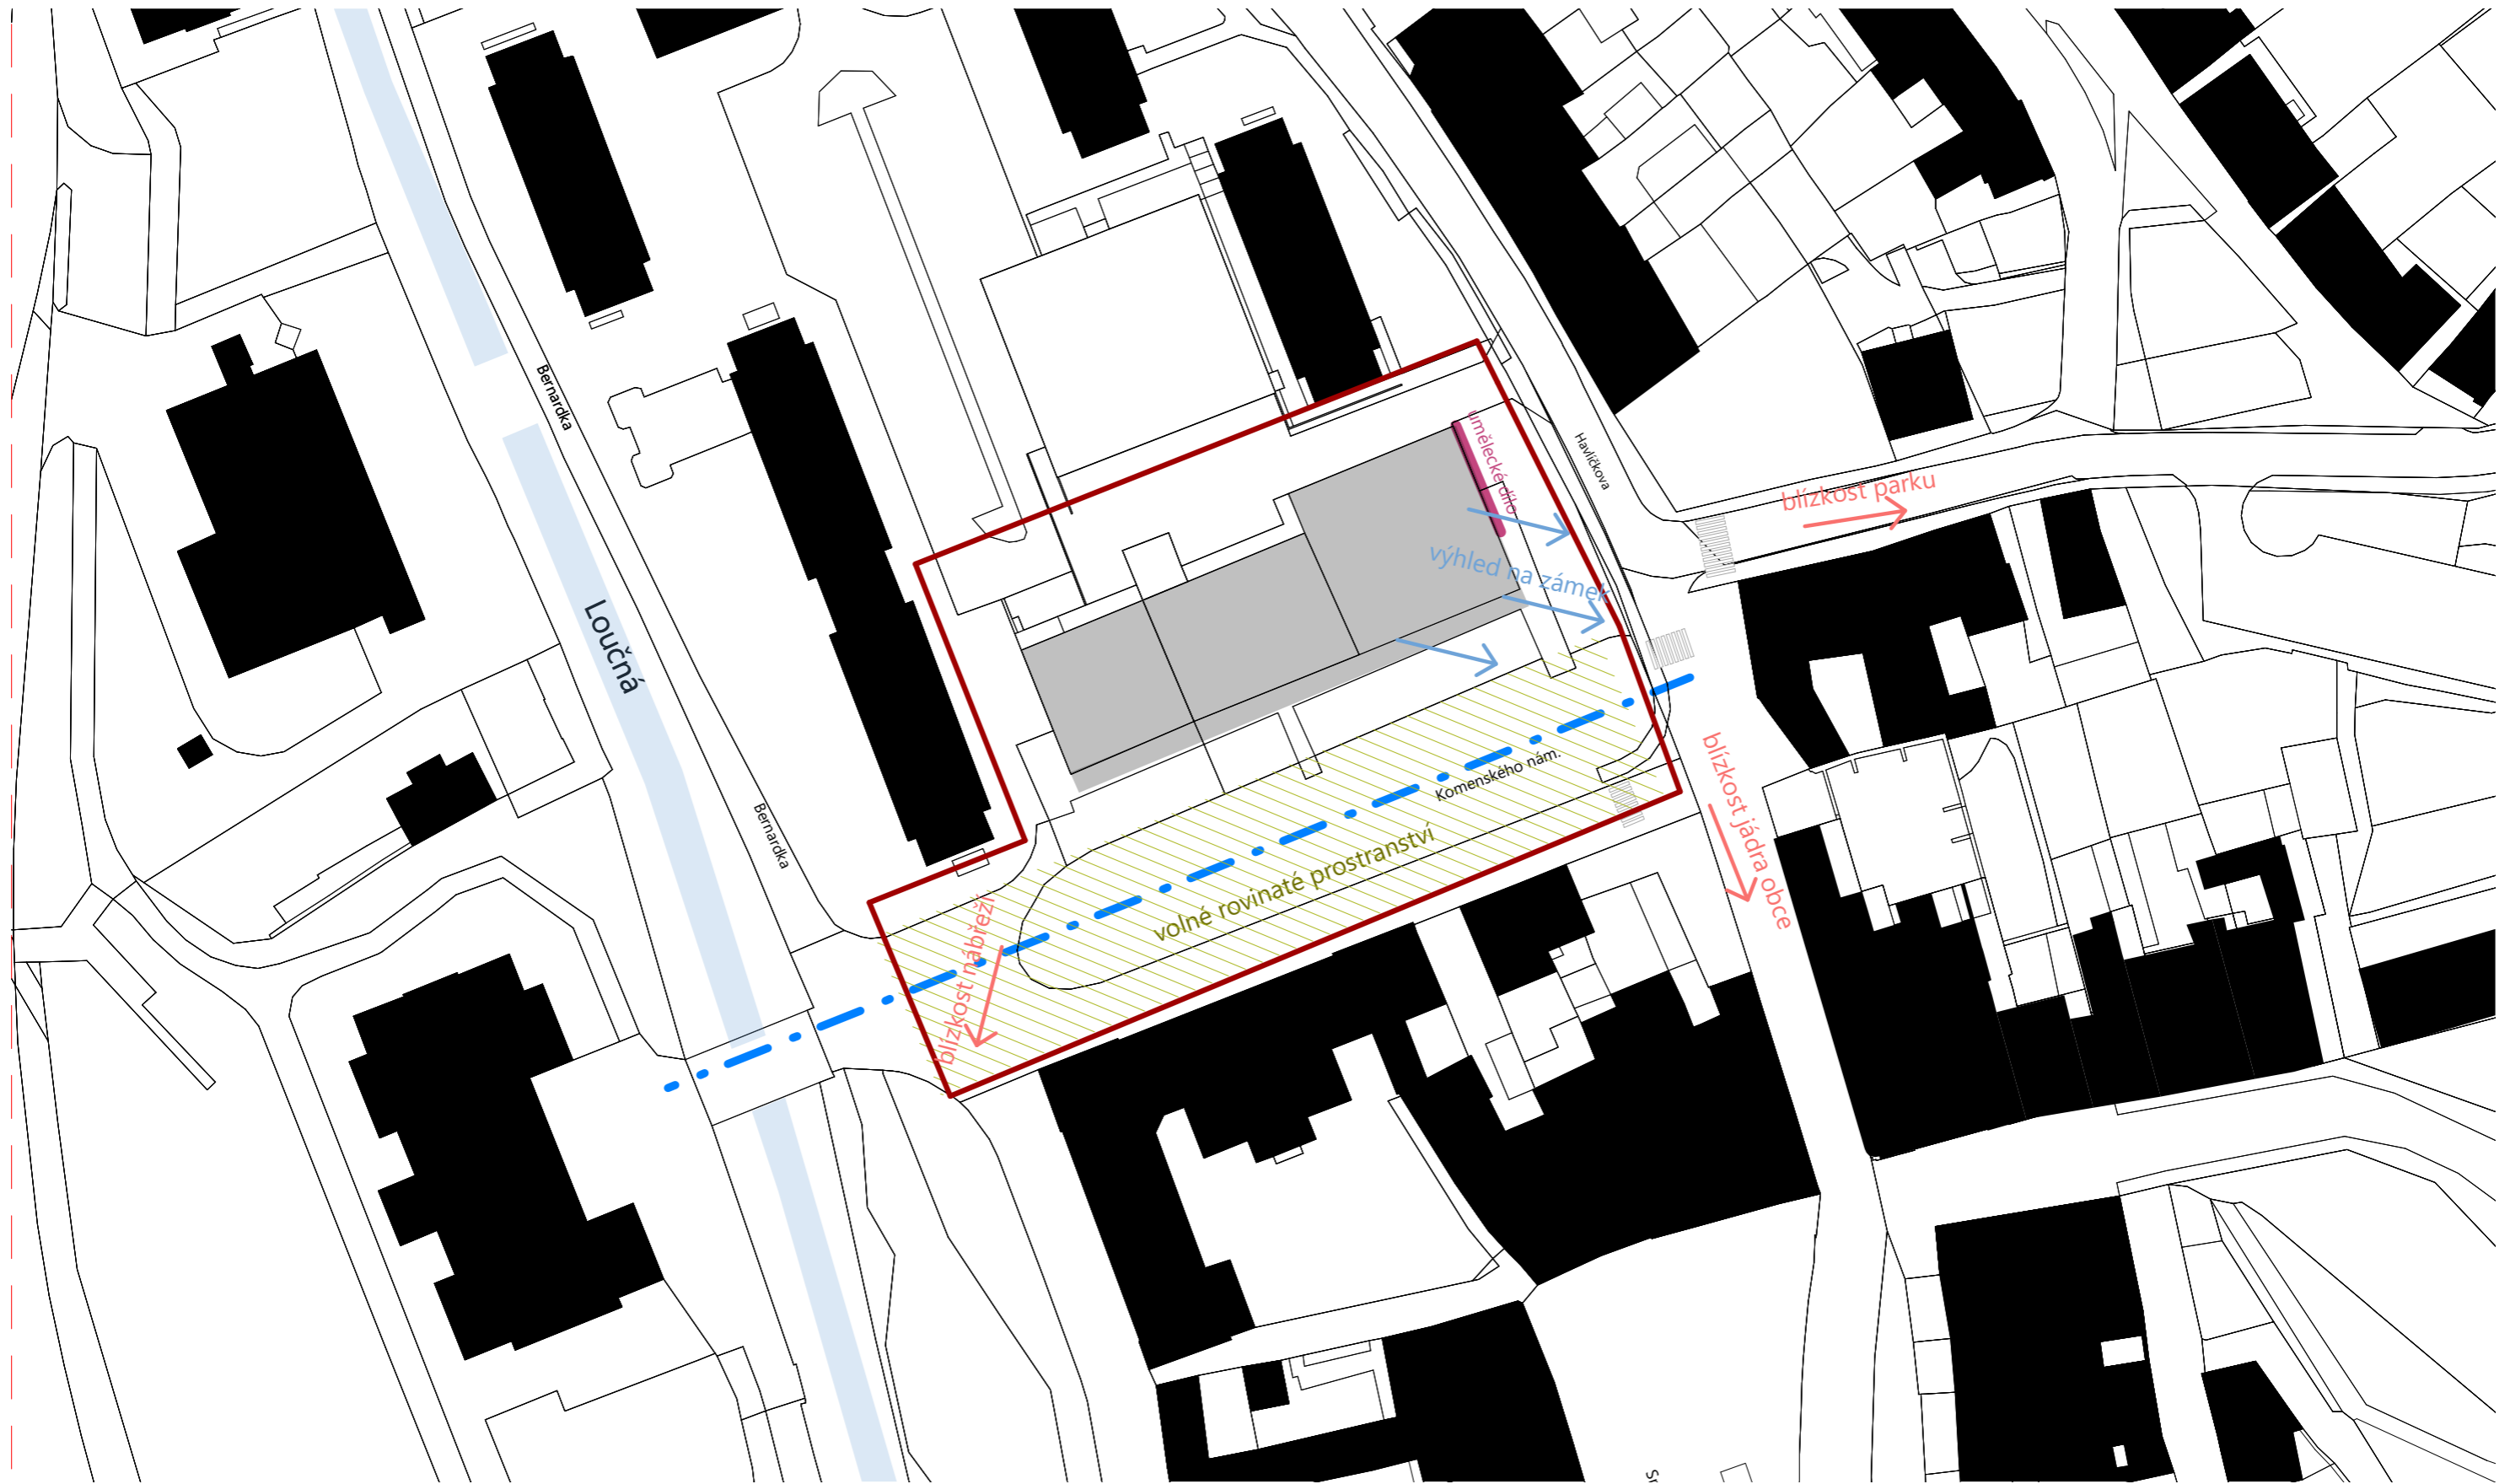 Bernardka
umělecké dílo
Havlíčkova
blízkost parku
výhled na zámek
Loučná
Komenského nám.
blízkost jádra obce
Bernardka
volné rovinaté prostranství
blízkost nábřeží